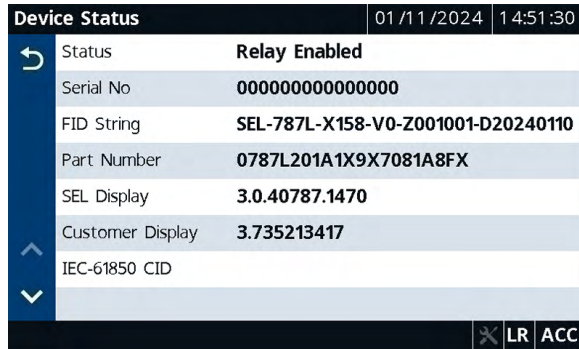 Device Status 01/11/2024 14:51:30
Status Relay Enabled
Serial No 000000000000000
FID String SEL-787L-X158-V0-Z001001-D20240110
Part Number 0787L201A1X9X7081A8FX
SEL Display 3.0.40787.1470
Customer Display 3.735213417
IEC-61850 CID
LR ACC